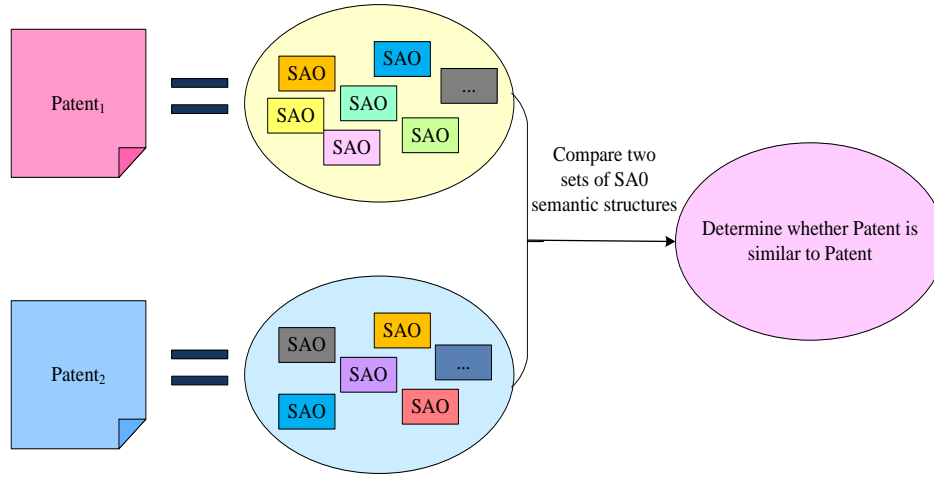 Patent₁
SAO
SAO
...
SAO
SAO
SAO
SAO
Compare two
sets of SA0
semantic structures
Determine whether Patent is
similar to Patent
Patent₂
SAO
SAO
...
SAO
SAO
SAO